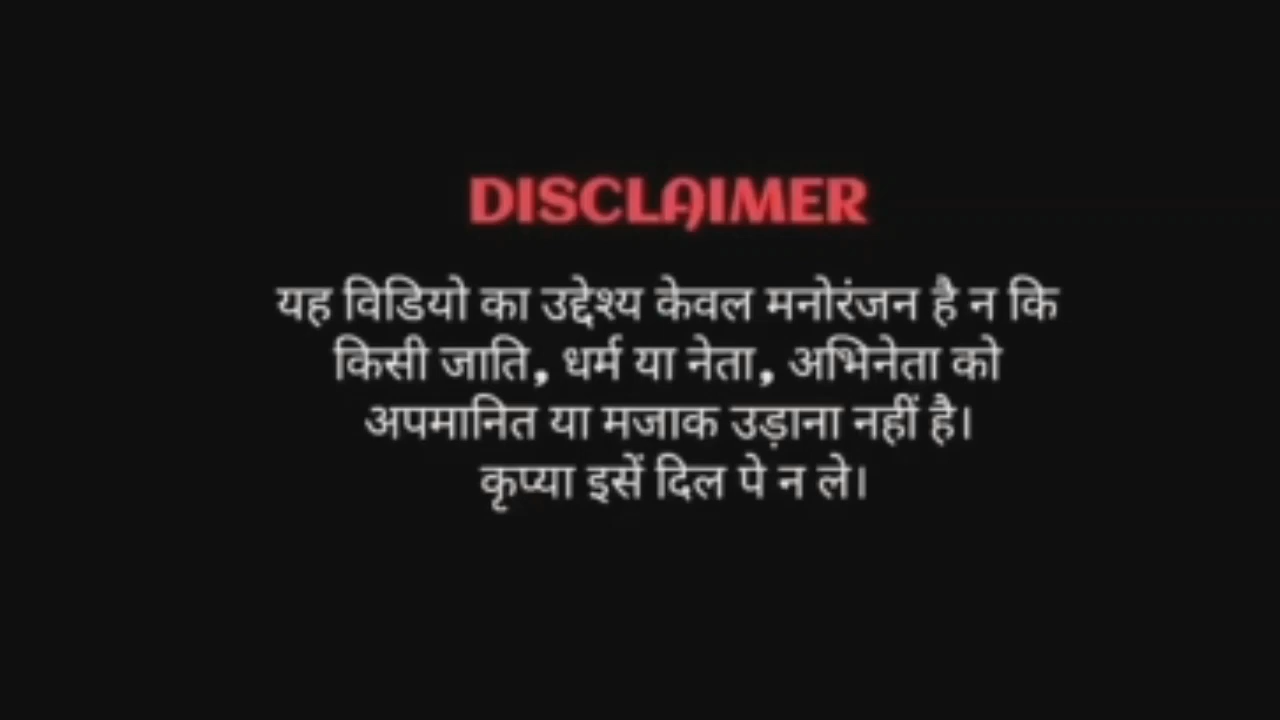 DISCLAIMER
यह विडियो का उद्देश्य केवल मनोरंजन है न कि
किसी जाति, धर्म या नेता, अभिनेता को
अपमानित या मजाक उड़ाना नहीं है।
कृप्या इसें दिल पे न ले।